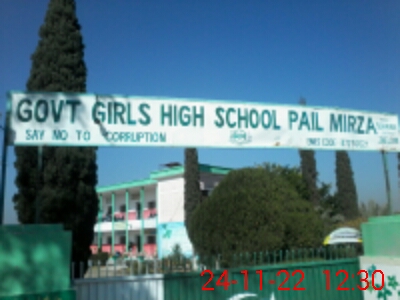 GOVT GIRLS HIGH SCHOOL PAIL MIRZA
SAY NO TO CORRUPTION
24-11-22 12:30